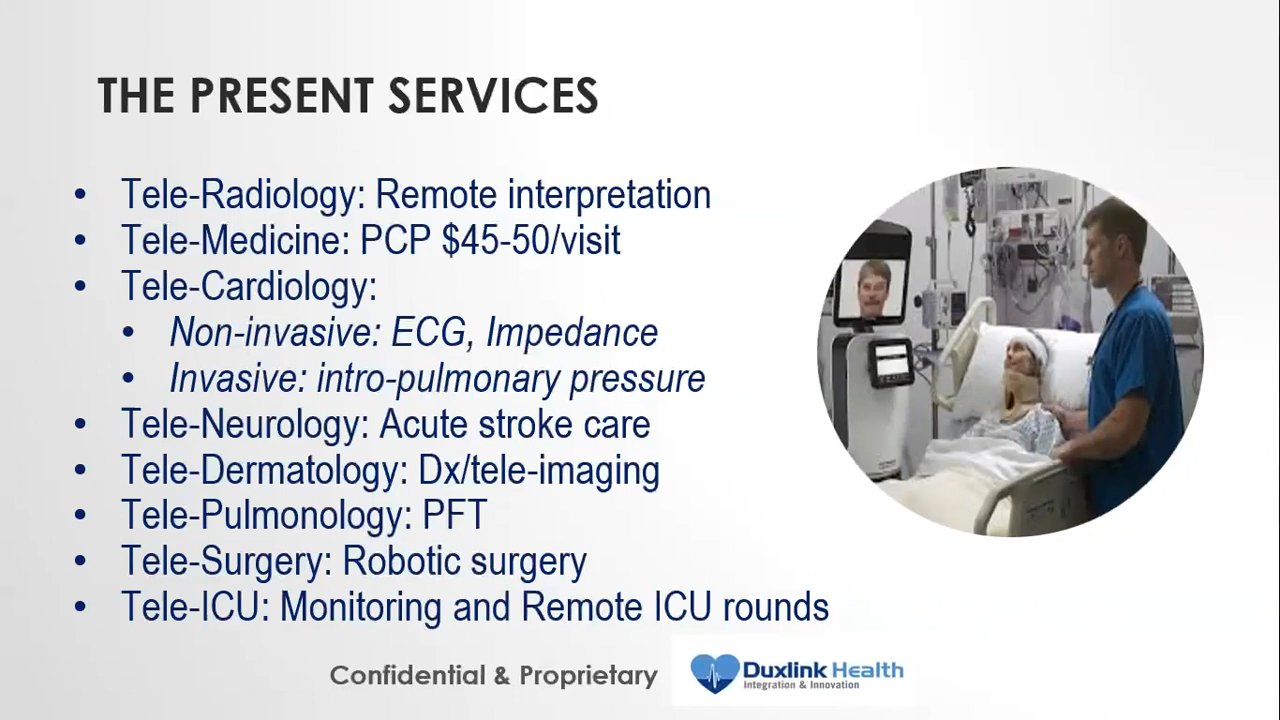 THE PRESENT SERVICES
• Tele-Radiology: Remote interpretation
• Tele-Medicine: PCP $45-50/visit
• Tele-Cardiology:
• Non-invasive: ECG, Impedance
• Invasive: intro-pulmonary pressure
• Tele-Neurology: Acute stroke care
• Tele-Dermatology: Dx/tele-imaging
• Tele-Pulmonology: PFT
• Tele-Surgery: Robotic surgery
• Tele-ICU: Monitoring and Remote ICU rounds
Confidential & Proprietary
Duxlink Health
Integration & Innovation